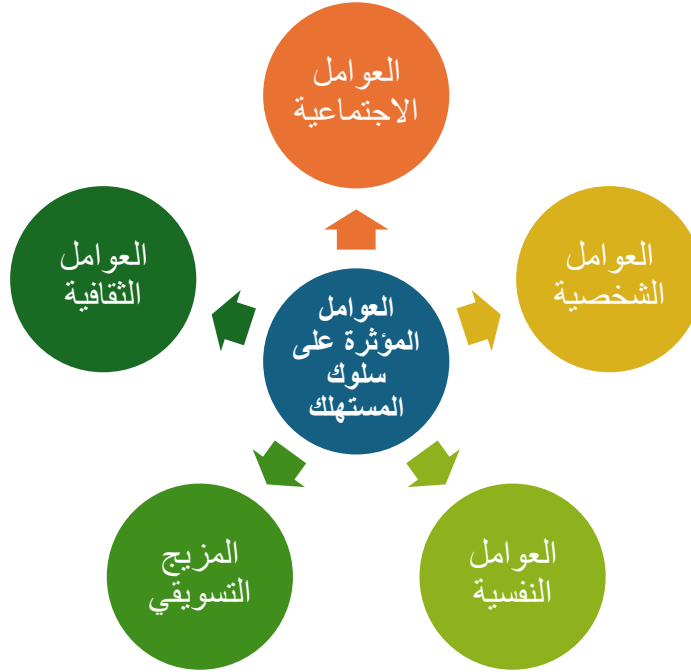 العوامل
الاجتماعية
العوامل
الشخصية
العوامل
الثقافية
العوامل
المؤثرة على
سلوك
المستهلك
العوامل
النفسية
المزيج
التسويقي